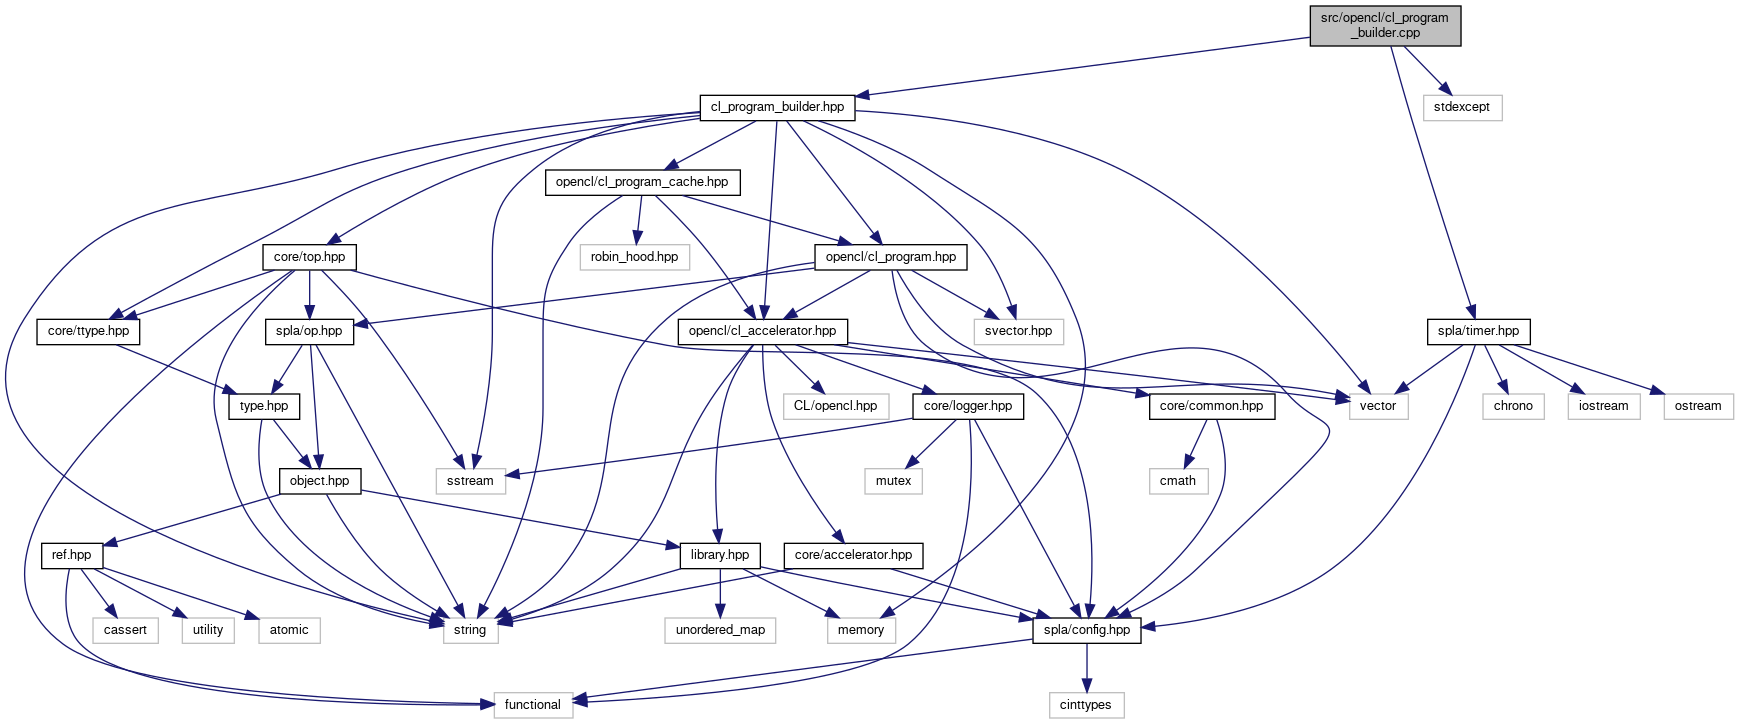 src/opencl/cl_program
_builder.cpp
cl_program_builder.hpp
stdexcept
opencl/cl_program_cache.hpp
core/top.hpp
robin_hood.hpp
opencl/cl_program.hpp
core/ttype.hpp
spla/op.hpp
opencl/cl_accelerator.hpp
svector.hpp
spla/timer.hpp
type.hpp
CL/opencl.hpp
core/logger.hpp
core/common.hpp
vector
chrono
iostream
ostream
object.hpp
sstream
mutex
cmath
ref.hpp
library.hpp
core/accelerator.hpp
cassert
utility
atomic
string
unordered_map
memory
spla/config.hpp
functional
cinttypes